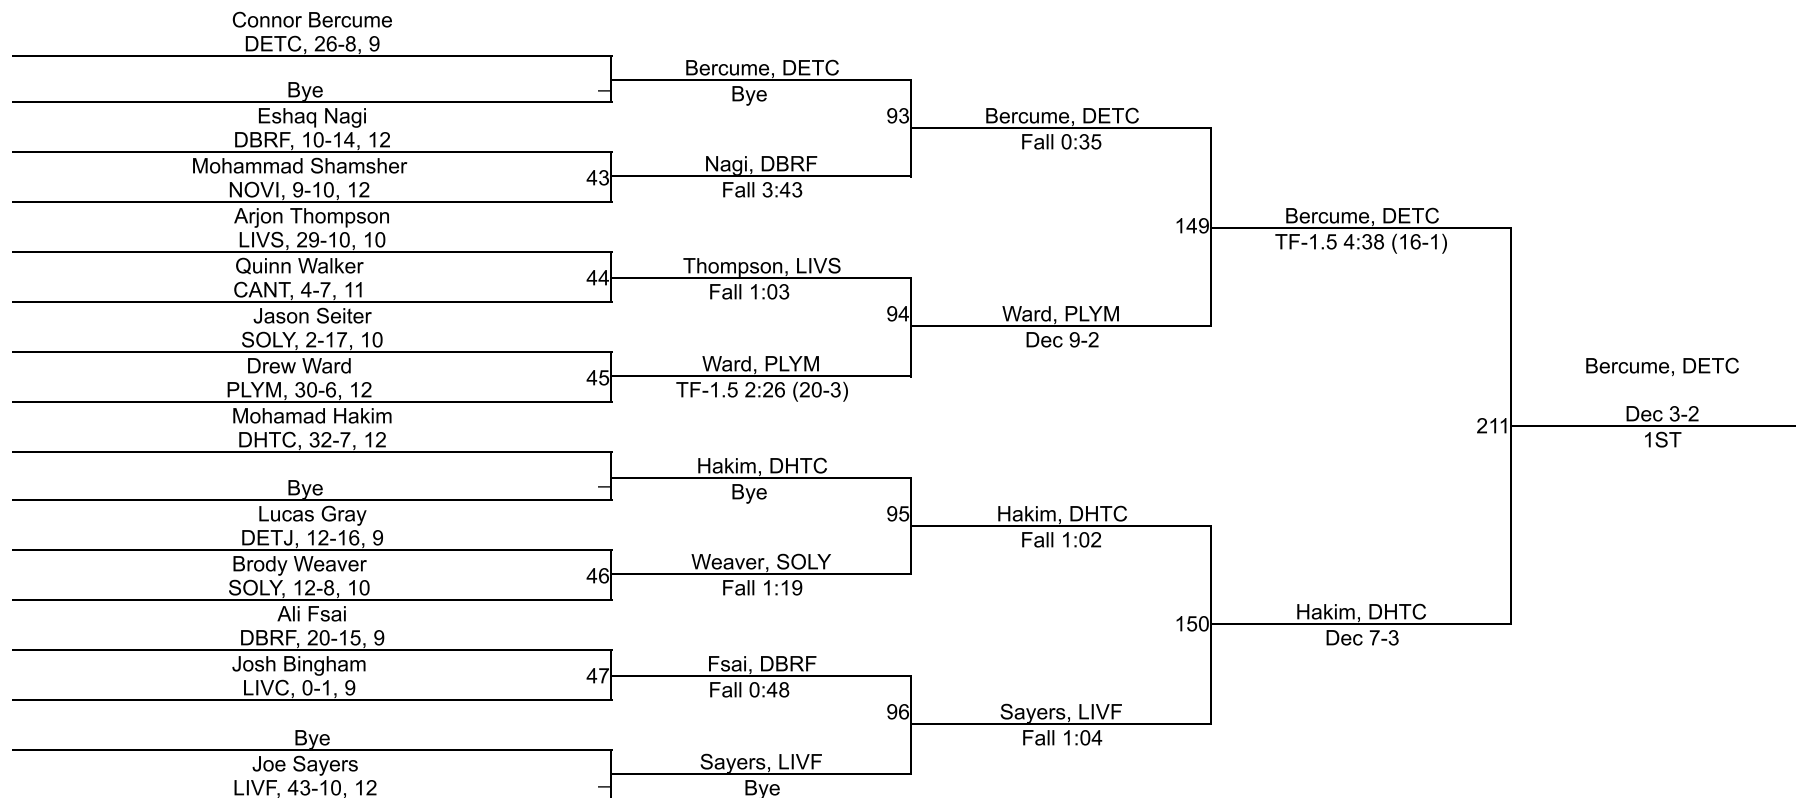 Connor Bercume
DETC, 26-8, 9
Bye
Eshaq Nagi
DBRF, 10-14, 12
Mohammad Shamsher
NOVI, 9-10, 12
Arjon Thompson
LIVS, 29-10, 10
Quinn Walker
CANT, 4-7, 11
Jason Seiter
SOLY, 2-17, 10
Drew Ward
PLYM, 30-6, 12
Mohamad Hakim
DHTC, 32-7, 12
Bye
Lucas Gray
DETJ, 12-16, 9
Brody Weaver
SOLY, 12-8, 10
Ali Fsai
DBRF, 20-15, 9
Josh Bingham
LIVC, 0-1, 9
Bye
Joe Sayers
LIVF, 43-10, 12
43
44
45
46
47
Bercume, DETC
Bye
Nagi, DBRF
Fall 3:43
Thompson, LIVS
Fall 1:03
Ward, PLYM
TF-1.5 2:26 (20-3)
Hakim, DHTC
Bye
Weaver, SOLY
Fall 1:19
Fsai, DBRF
Fall 0:48
Sayers, LIVF
Bye
93
94
95
96
Bercume, DETC
Fall 0:35
Ward, PLYM
Dec 9-2
Hakim, DHTC
Fall 1:02
Sayers, LIVF
Fall 1:04
149
150
Bercume, DETC
TF-1.5 4:38 (16-1)
Hakim, DHTC
Dec 7-3
211
Bercume, DETC
Dec 3-2
1ST